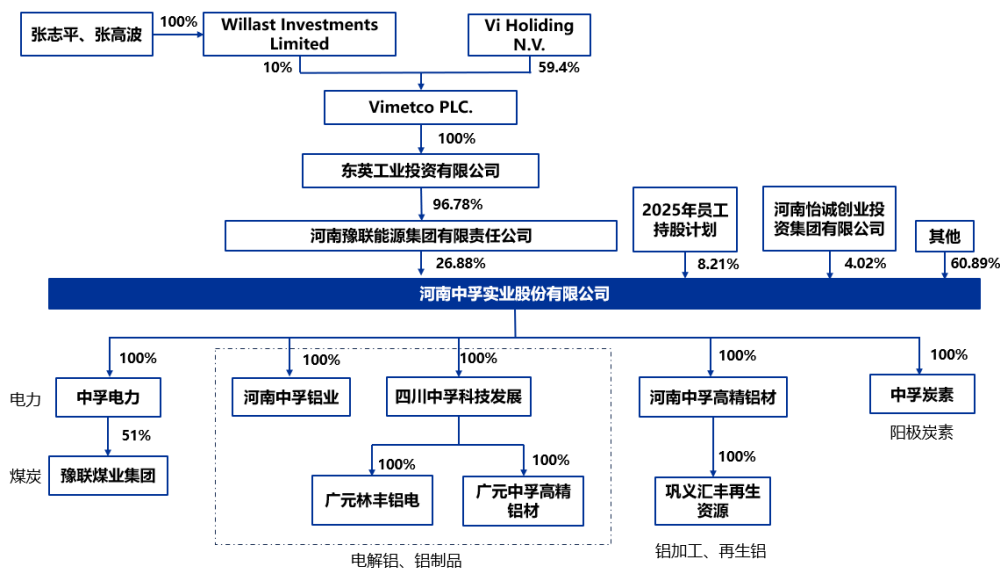 张志平、张高波
100%
Willast Investments
Limited
Vi Holiding
N.V.
10%
59.4%
Vimetco PLC.
100%
东英工业投资有限公司
96.78%
河南豫联能源集团有限责任公司
2025年员工
持股计划
河南怡诚创业投
资集团有限公司
其他
26.88%
8.21%
4.02%
60.89%
河南中孚实业股份有限公司
100%
100%
100%
100%
100%
电力
中孚电力
河南中孚铝业
四川中孚科技发展
河南中孚高精铝材
中孚炭素
阳极炭素
51%
100%
100%
100%
煤炭
豫联煤业集团
广元林丰铝电
广元中孚高精
铝材
巩义汇丰再生
资源
电解铝、铝制品
铝加工、再生铝